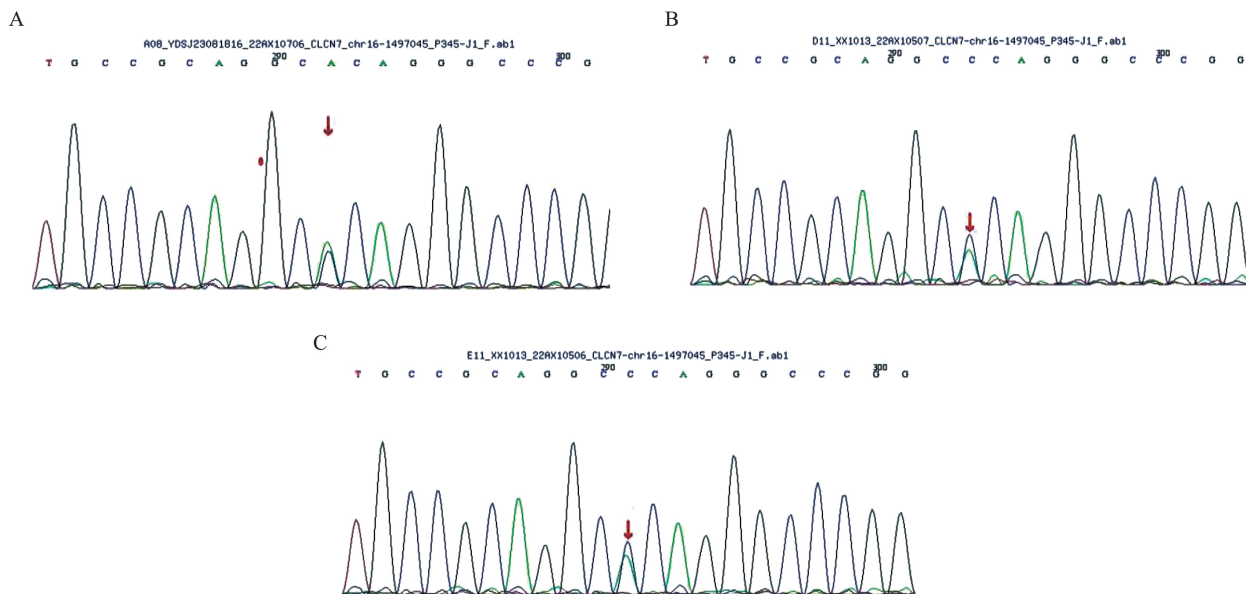 A
A08_YDSJ23081816_22AX10706_CLCN7_chr16-1497045_P345-J1_F.ab1
290 300
T G C C G C A G G C A C A G G G C C C G
B
D11_XX1013_22AX10507_CLCN7-chr16-1497045_P345-J1_F.ab1
290 300
T G C C G C A G G C C C A G G G C C C G G
C
E11_XX1013_22AX10506_CLCN7-chr16-1497045_P345-J1_F.ab1
290 300
T G C C G C A G G C C C A G G G C C C G G